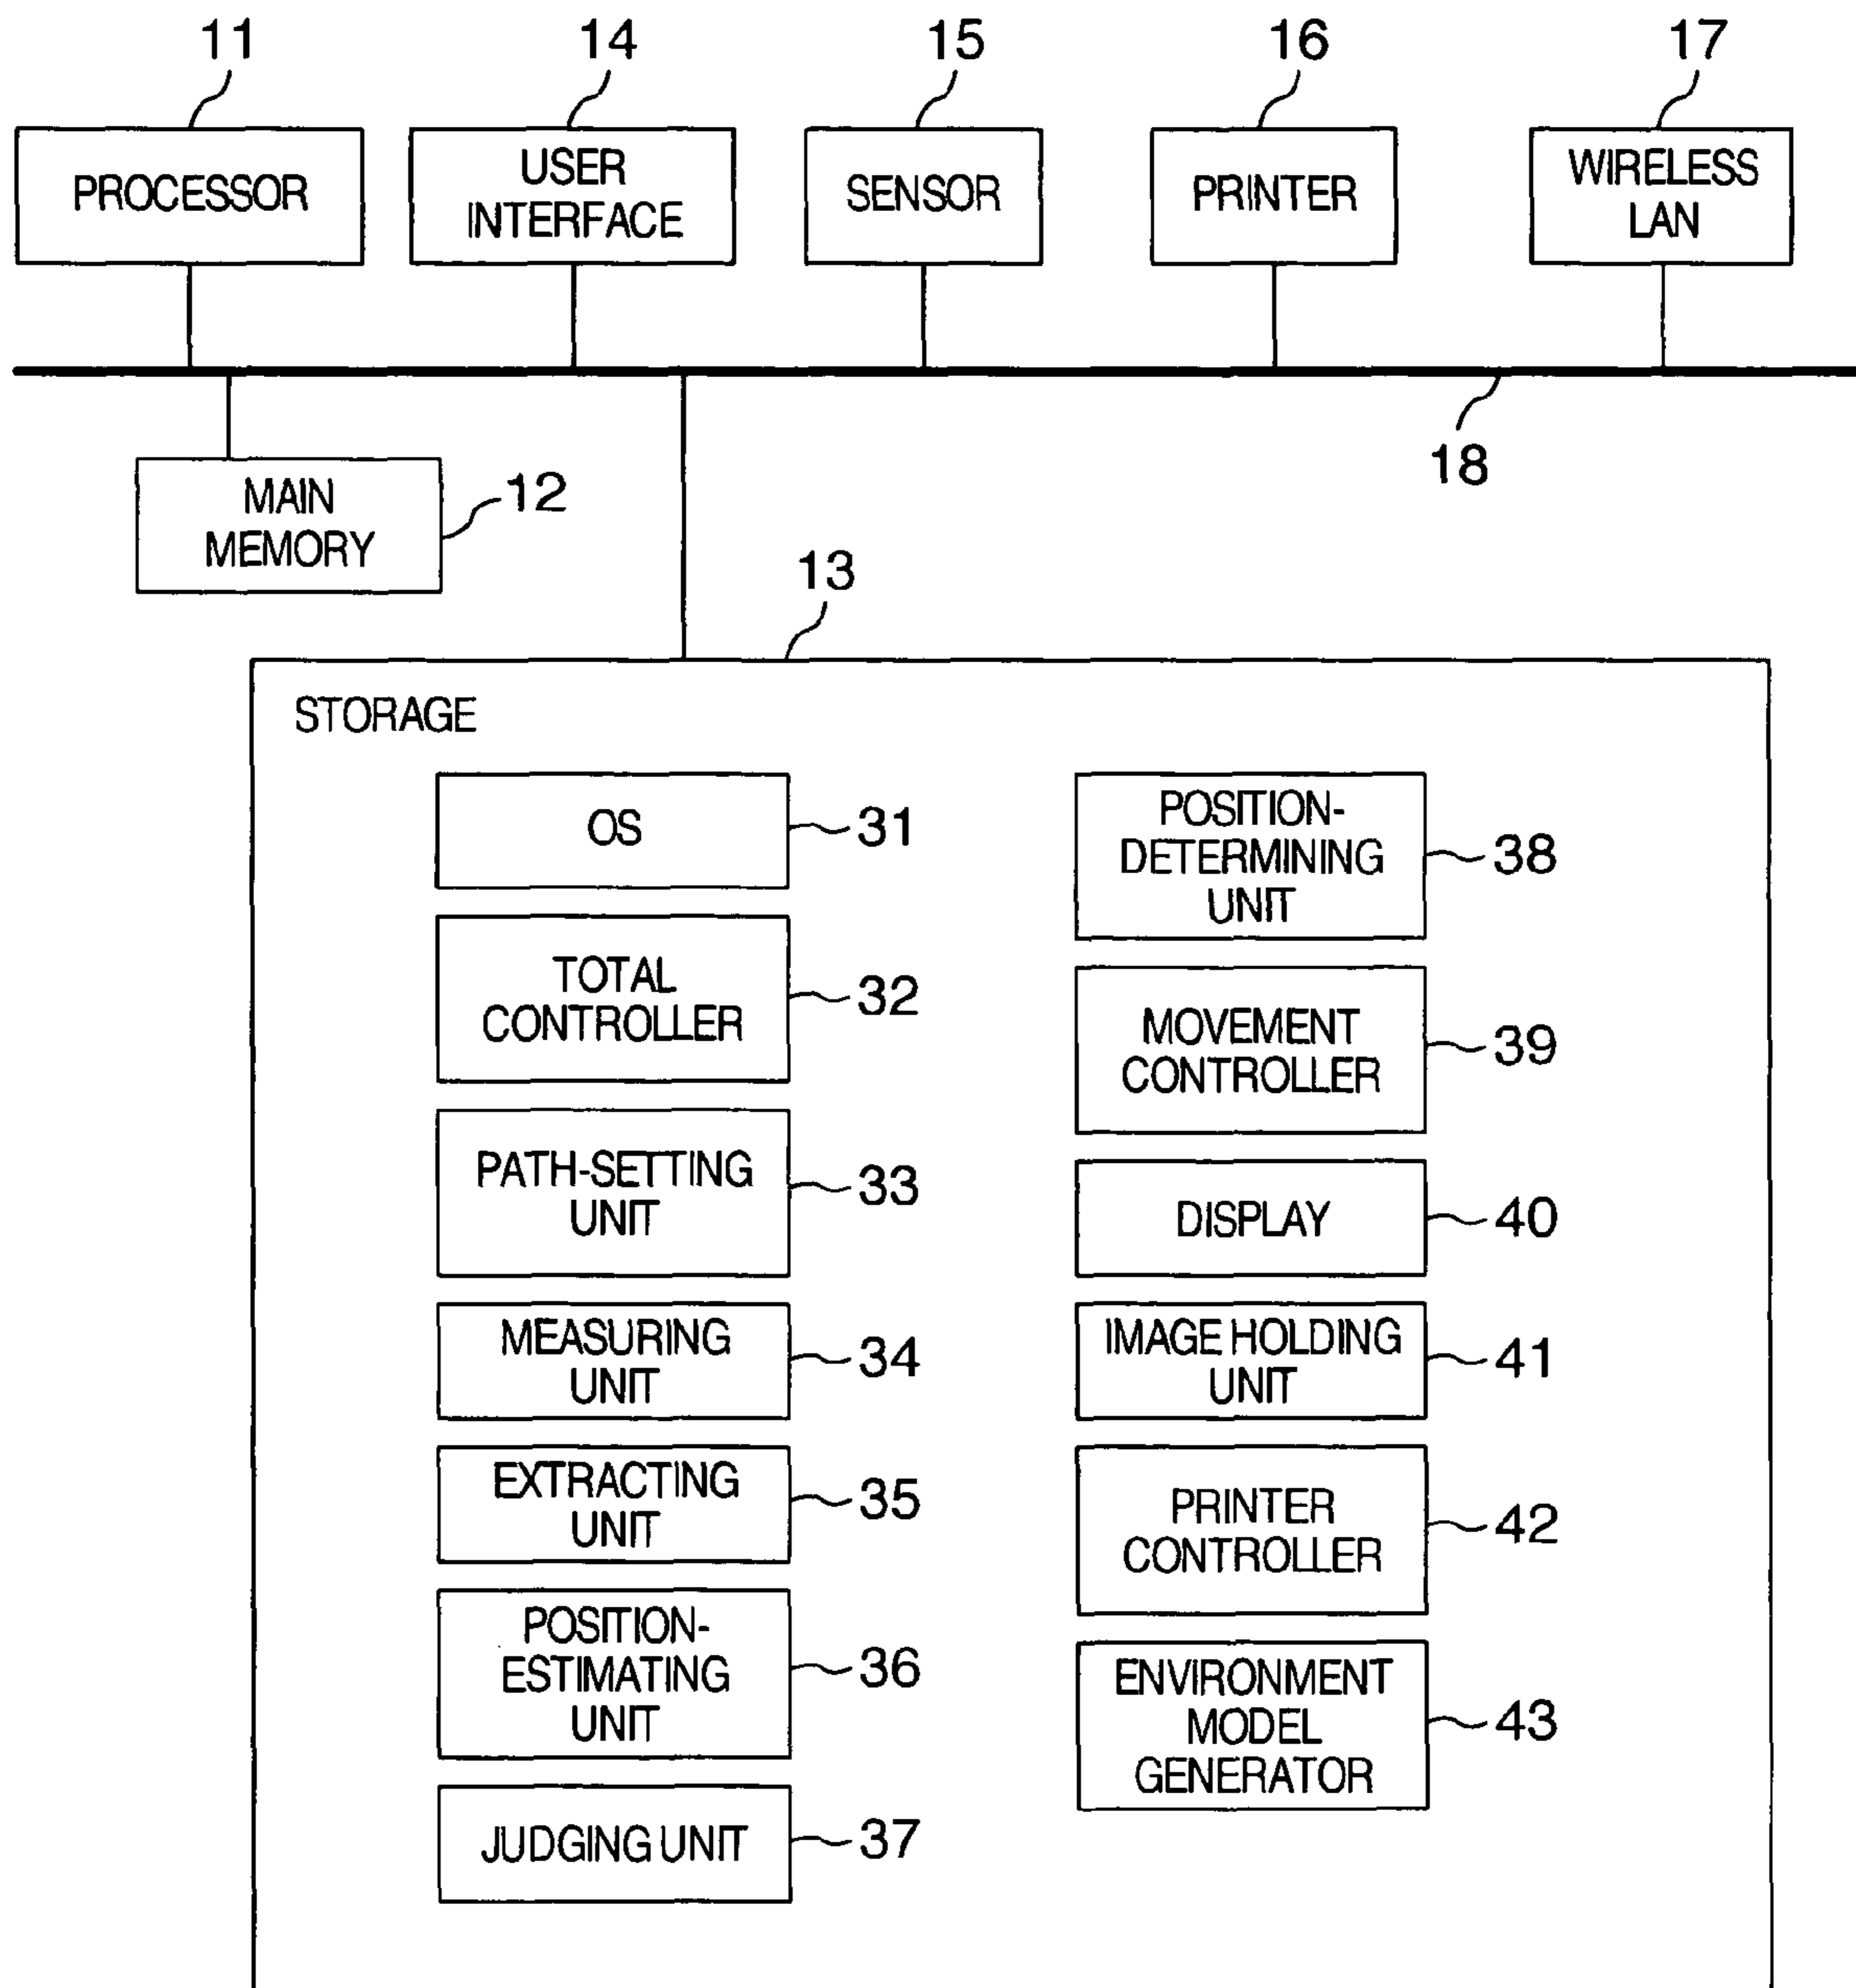 11
14
15
16
17
PROCESSOR
USER
INTERFACE
SENSOR
PRINTER
WIRELESS
LAN
18
MAIN
MEMORY
12
13
STORAGE
OS
31
TOTAL
CONTROLLER
32
PATH-SETTING
UNIT
33
MEASURING
UNIT
34
EXTRACTING
UNIT
35
POSITION-
ESTIMATING
UNIT
36
JUDGING UNIT
37
POSITION-
DETERMINING
UNIT
38
MOVEMENT
CONTROLLER
39
DISPLAY
40
IMAGE HOLDING
UNIT
41
PRINTER
CONTROLLER
42
ENVIRONMENT
MODEL
GENERATOR
43